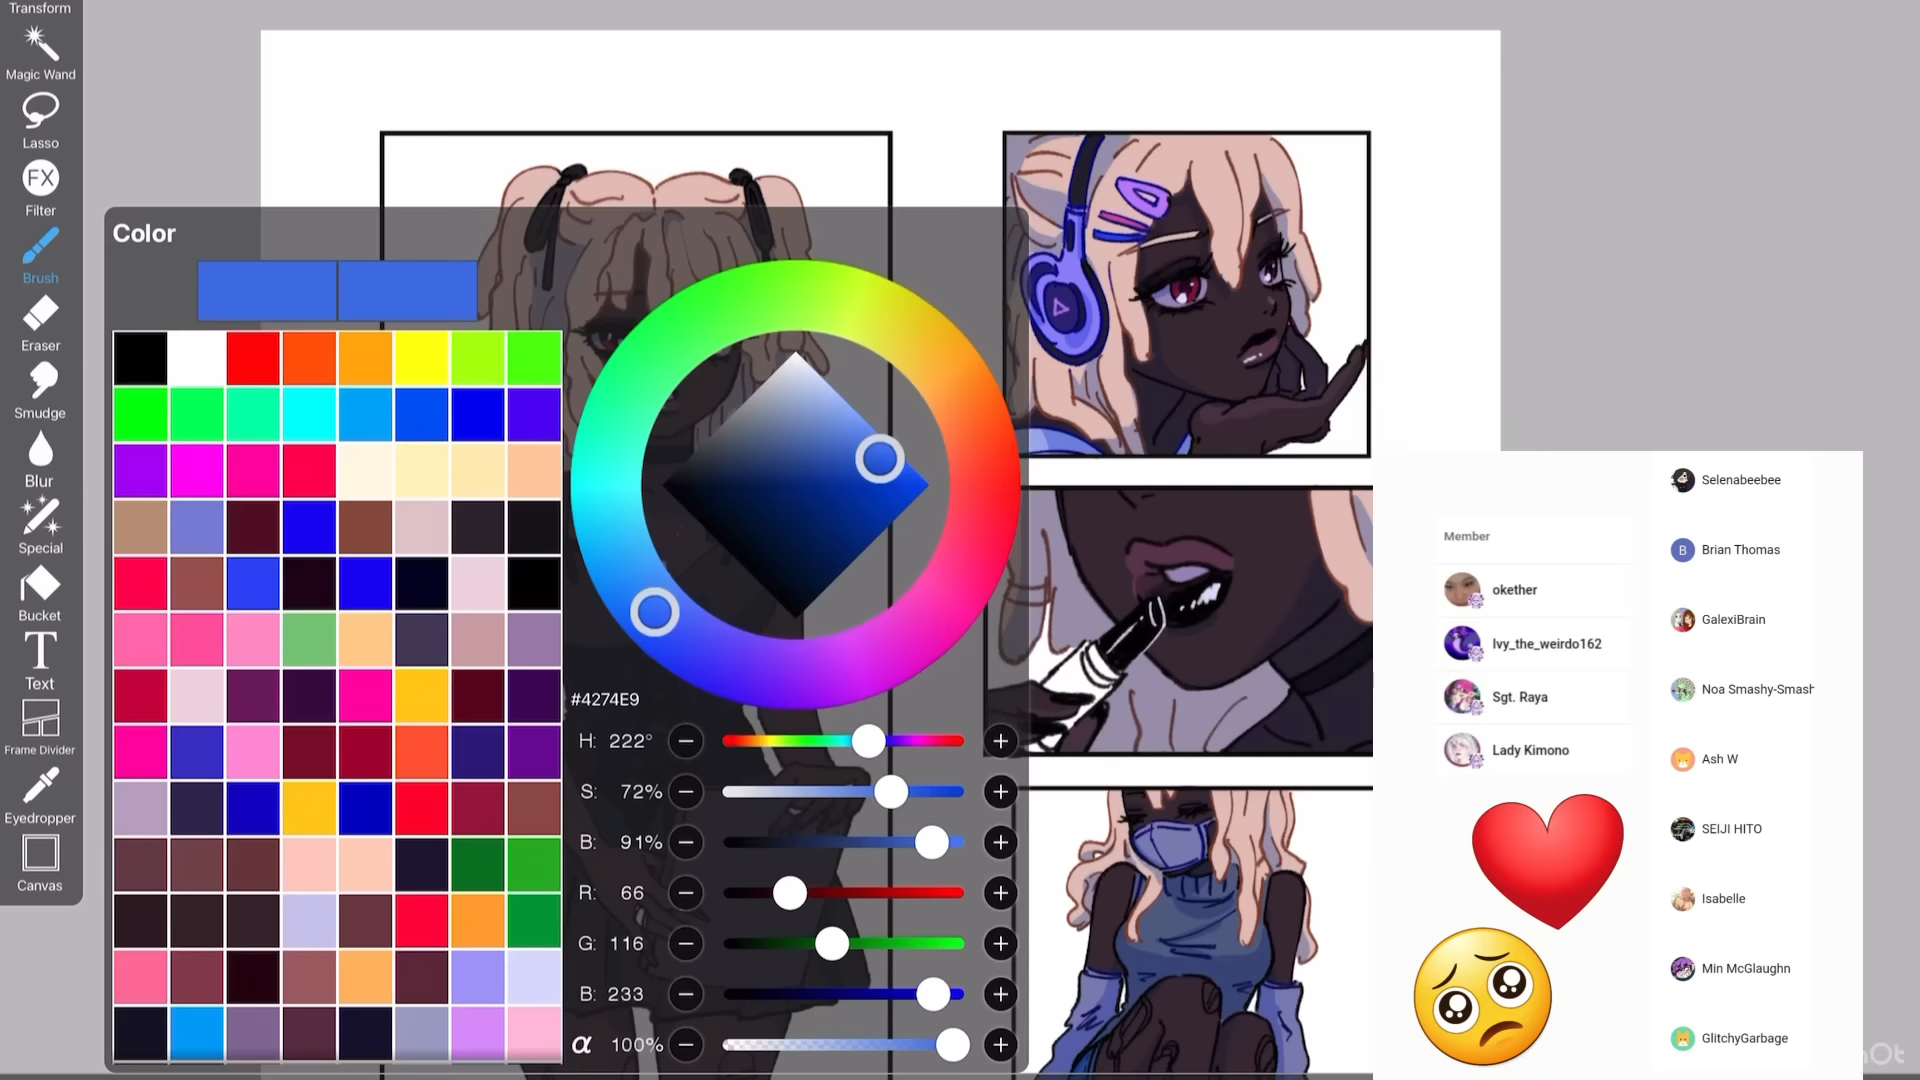 Transform
Magic Wand
Lasso
FX
Filter
Brush
Eraser
Smudge
Blur
Special
Bucket
T
Text
Frame Divider
Eyedropper
Canvas
Color
#4274E9
H: 222°
S: 72%
B: 91%
R: 66
G: 116
B: 233
α 100%
Member
okether
Ivy_the_weirdo162
Sgt. Raya
Lady Kimono
Selenabeebee
B Brian Thomas
GalexiBrain
Noa Smashy-Smash
Ash W
SEIJI HITO
Isabelle
Min McGlaughn
GlitchyGarbage